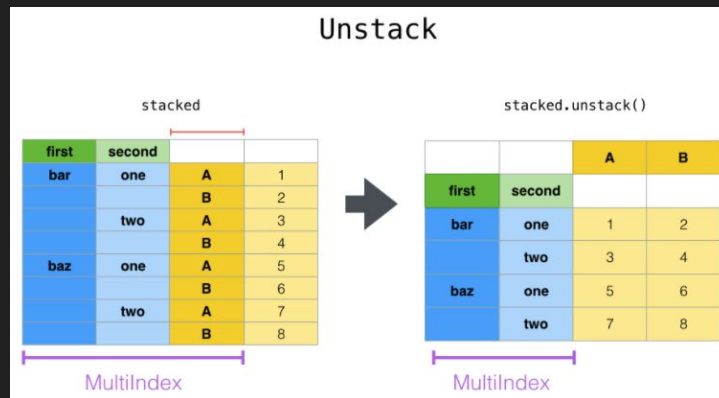 Unstack
stacked
first second
bar one A 1
B 2
two A 3
B 4
baz one A 5
B 6
two A 7
B 8
MultiIndex
stacked.unstack()
A B
first second
bar one 1 2
two 3 4
baz one 5 6
two 7 8
MultiIndex